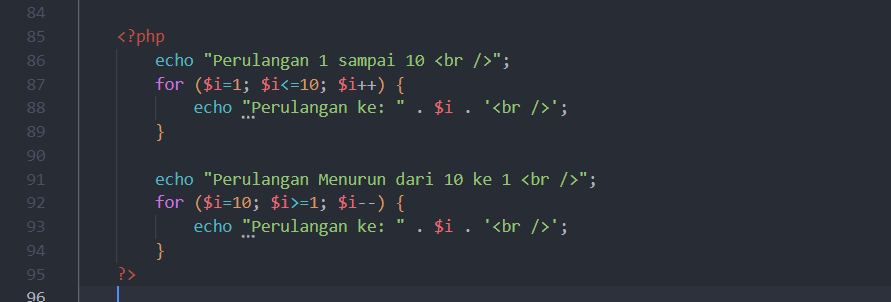 84
85 <?php
86 echo "Perulangan 1 sampai 10 <br />";
87 for ($i=1; $i<=10; $i++) {
88 echo "Perulangan ke: " . $i . '<br />';
89 }
90
91 echo "Perulangan Menurun dari 10 ke 1 <br />";
92 for ($i=10; $i>=1; $i--) {
93 echo "Perulangan ke: " . $i . '<br />';
94 }
95 ?>
96